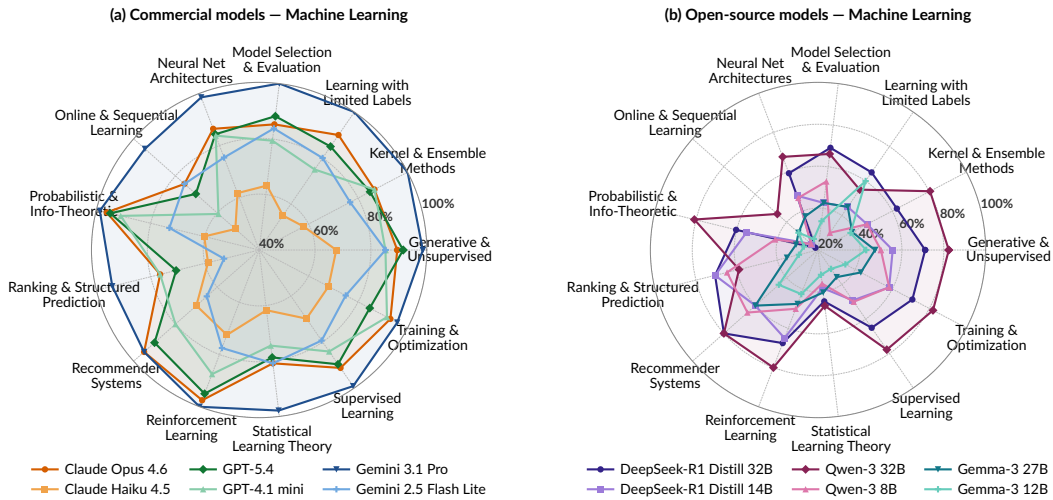 (a) Commercial models — Machine Learning
Model Selection
& Evaluation
Neural Net
Architectures
Learning with
Limited Labels
Online & Sequential
Learning
Kernel & Ensemble
Methods
Probabilistic &
Info-Theoretic
80%
100%
60%
40%
Generative &
Unsupervised
Ranking & Structured
Prediction
Training &
Optimization
Recommender
Systems
Supervised
Learning
Reinforcement
Learning
Statistical
Learning Theory
Claude Opus 4.6
GPT-5.4
Gemini 3.1 Pro
Claude Haiku 4.5
GPT-4.1 mini
Gemini 2.5 Flash Lite
(b) Open-source models — Machine Learning
Model Selection
& Evaluation
Neural Net
Architectures
Learning with
Limited Labels
Online & Sequential
Learning
Kernel & Ensemble
Methods
Probabilistic &
Info-Theoretic
20%
40%
60%
80%
100%
Generative &
Unsupervised
Ranking & Structured
Prediction
Training &
Optimization
Recommender
Systems
Supervised
Learning
Reinforcement
Learning
Statistical
Learning Theory
DeepSeek-R1 Distill 32B
Qwen-3 32B
Gemma-3 27B
DeepSeek-R1 Distill 14B
Qwen-3 8B
Gemma-3 12B